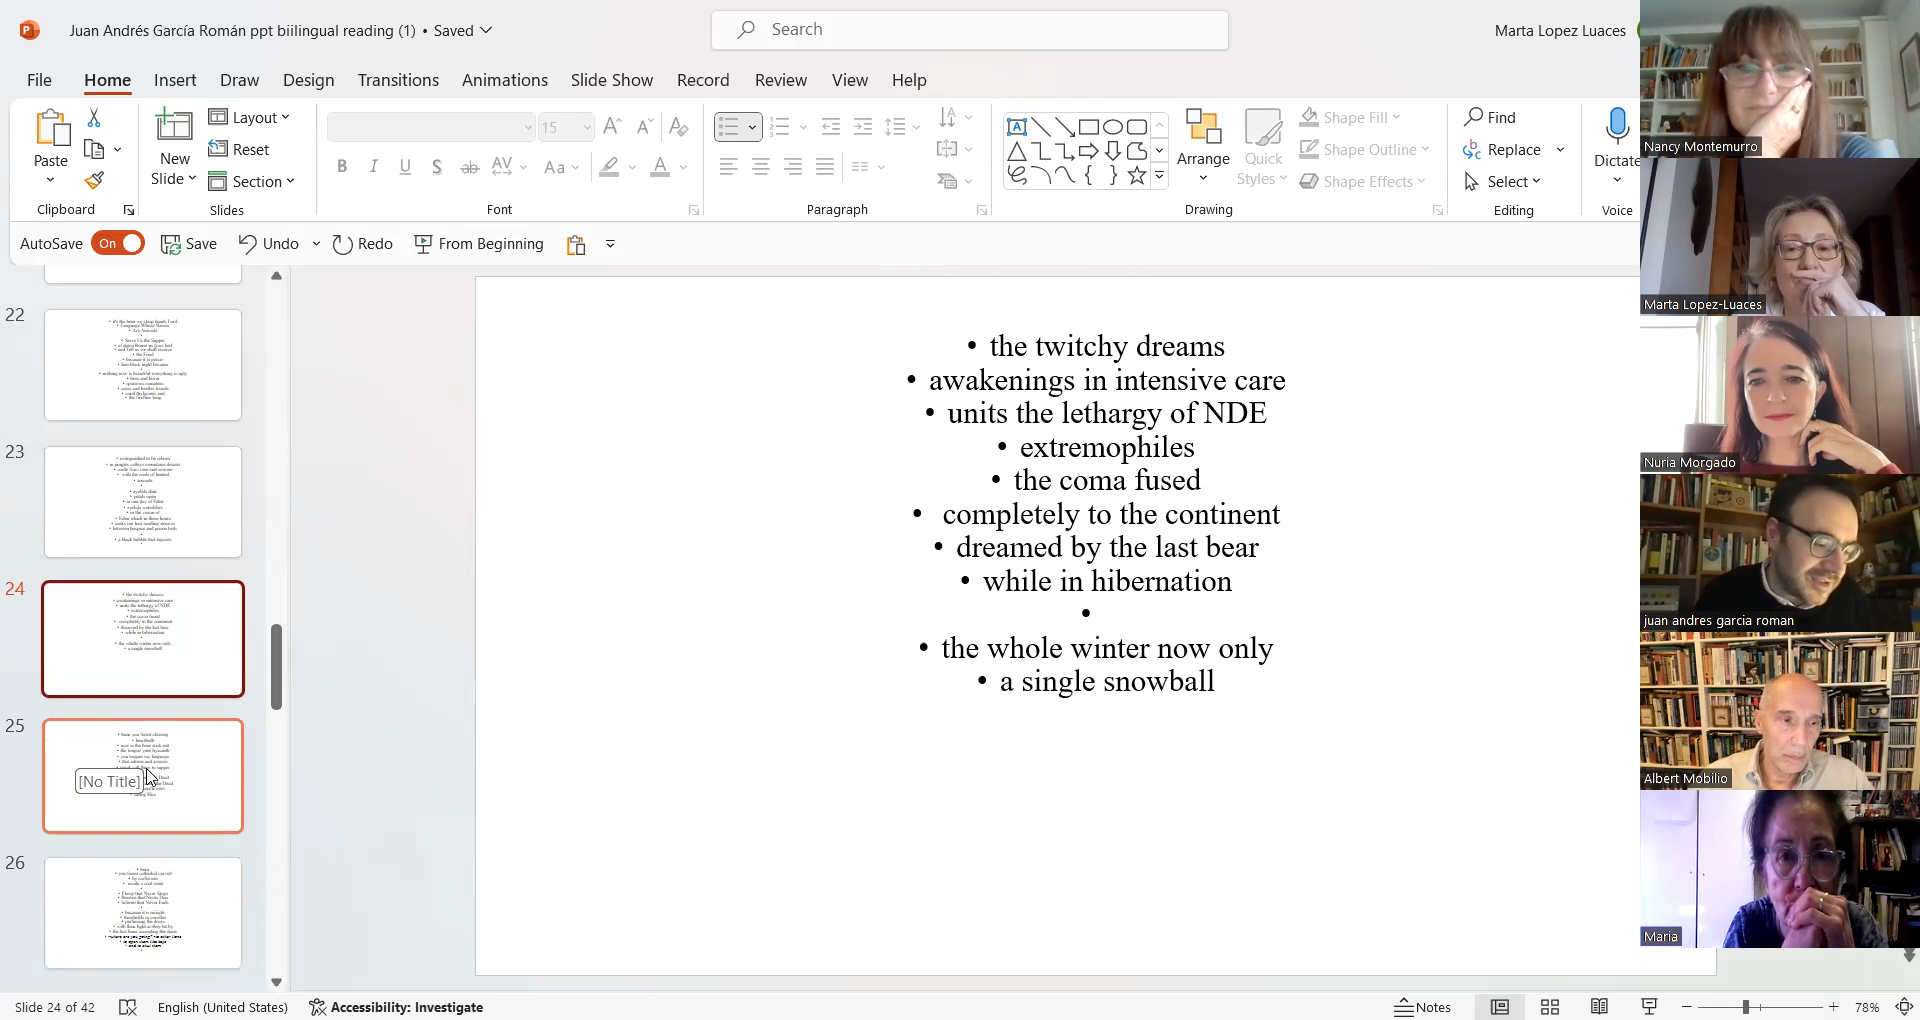 Juan Andrés García Román ppt biilingual reading (1) • Saved
Search
Marta Lopez Luaces
File Home Insert Draw Design Transitions Animations Slide Show Record Review View Help
Paste
New Slide
Layout
Reset
Section
15
Arrange
Quick Styles
Shape Fill
Shape Outline
Shape Effects
Find
Replace
Select
Dictate
Clipboard
Slides
Font
Paragraph
Drawing
Editing
Voice
AutoSave On Save Undo Redo From Beginning
22
23
24
25
[No Title]
26
• the twitchy dreams
• awakenings in intensive care
• units the lethargy of NDE
• extremophiles
• the coma fused
• completely to the continent
• dreamed by the last bear
• while in hibernation
•
• the whole winter now only
• a single snowball
Nancy Montemurro
Marta Lopez-Luaces
Nuria Morgado
juan andres garcia roman
Albert Mobilio
Maria
Slide 24 of 42 English (United States) Accessibility: Investigate Notes 78%